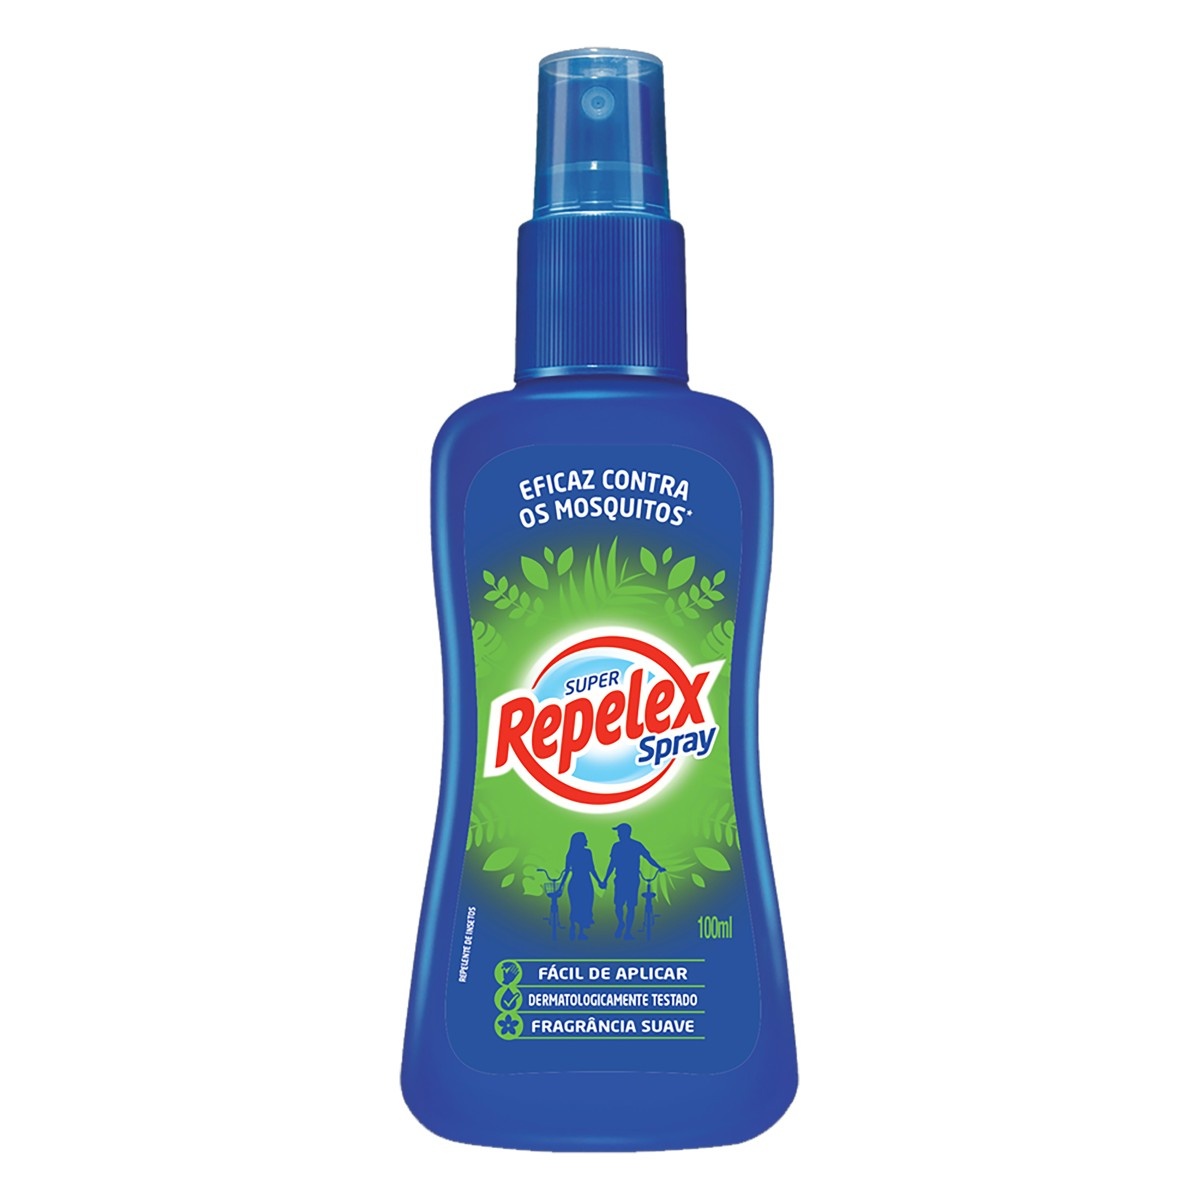 EFICAZ CONTRA
OS MOSQUITOS*
SUPER
Repelex
Spray
100ml
REPELENTE DE INSETOS
FÁCIL DE APLICAR
DERMATOLOGICAMENTE TESTADO
FRAGRÂNCIA SUAVE